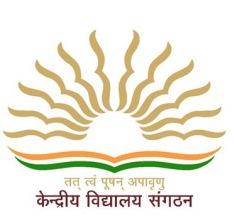 तत् त्वं पूषन् अपावृणु
केन्द्रीय विद्यालय संगठन